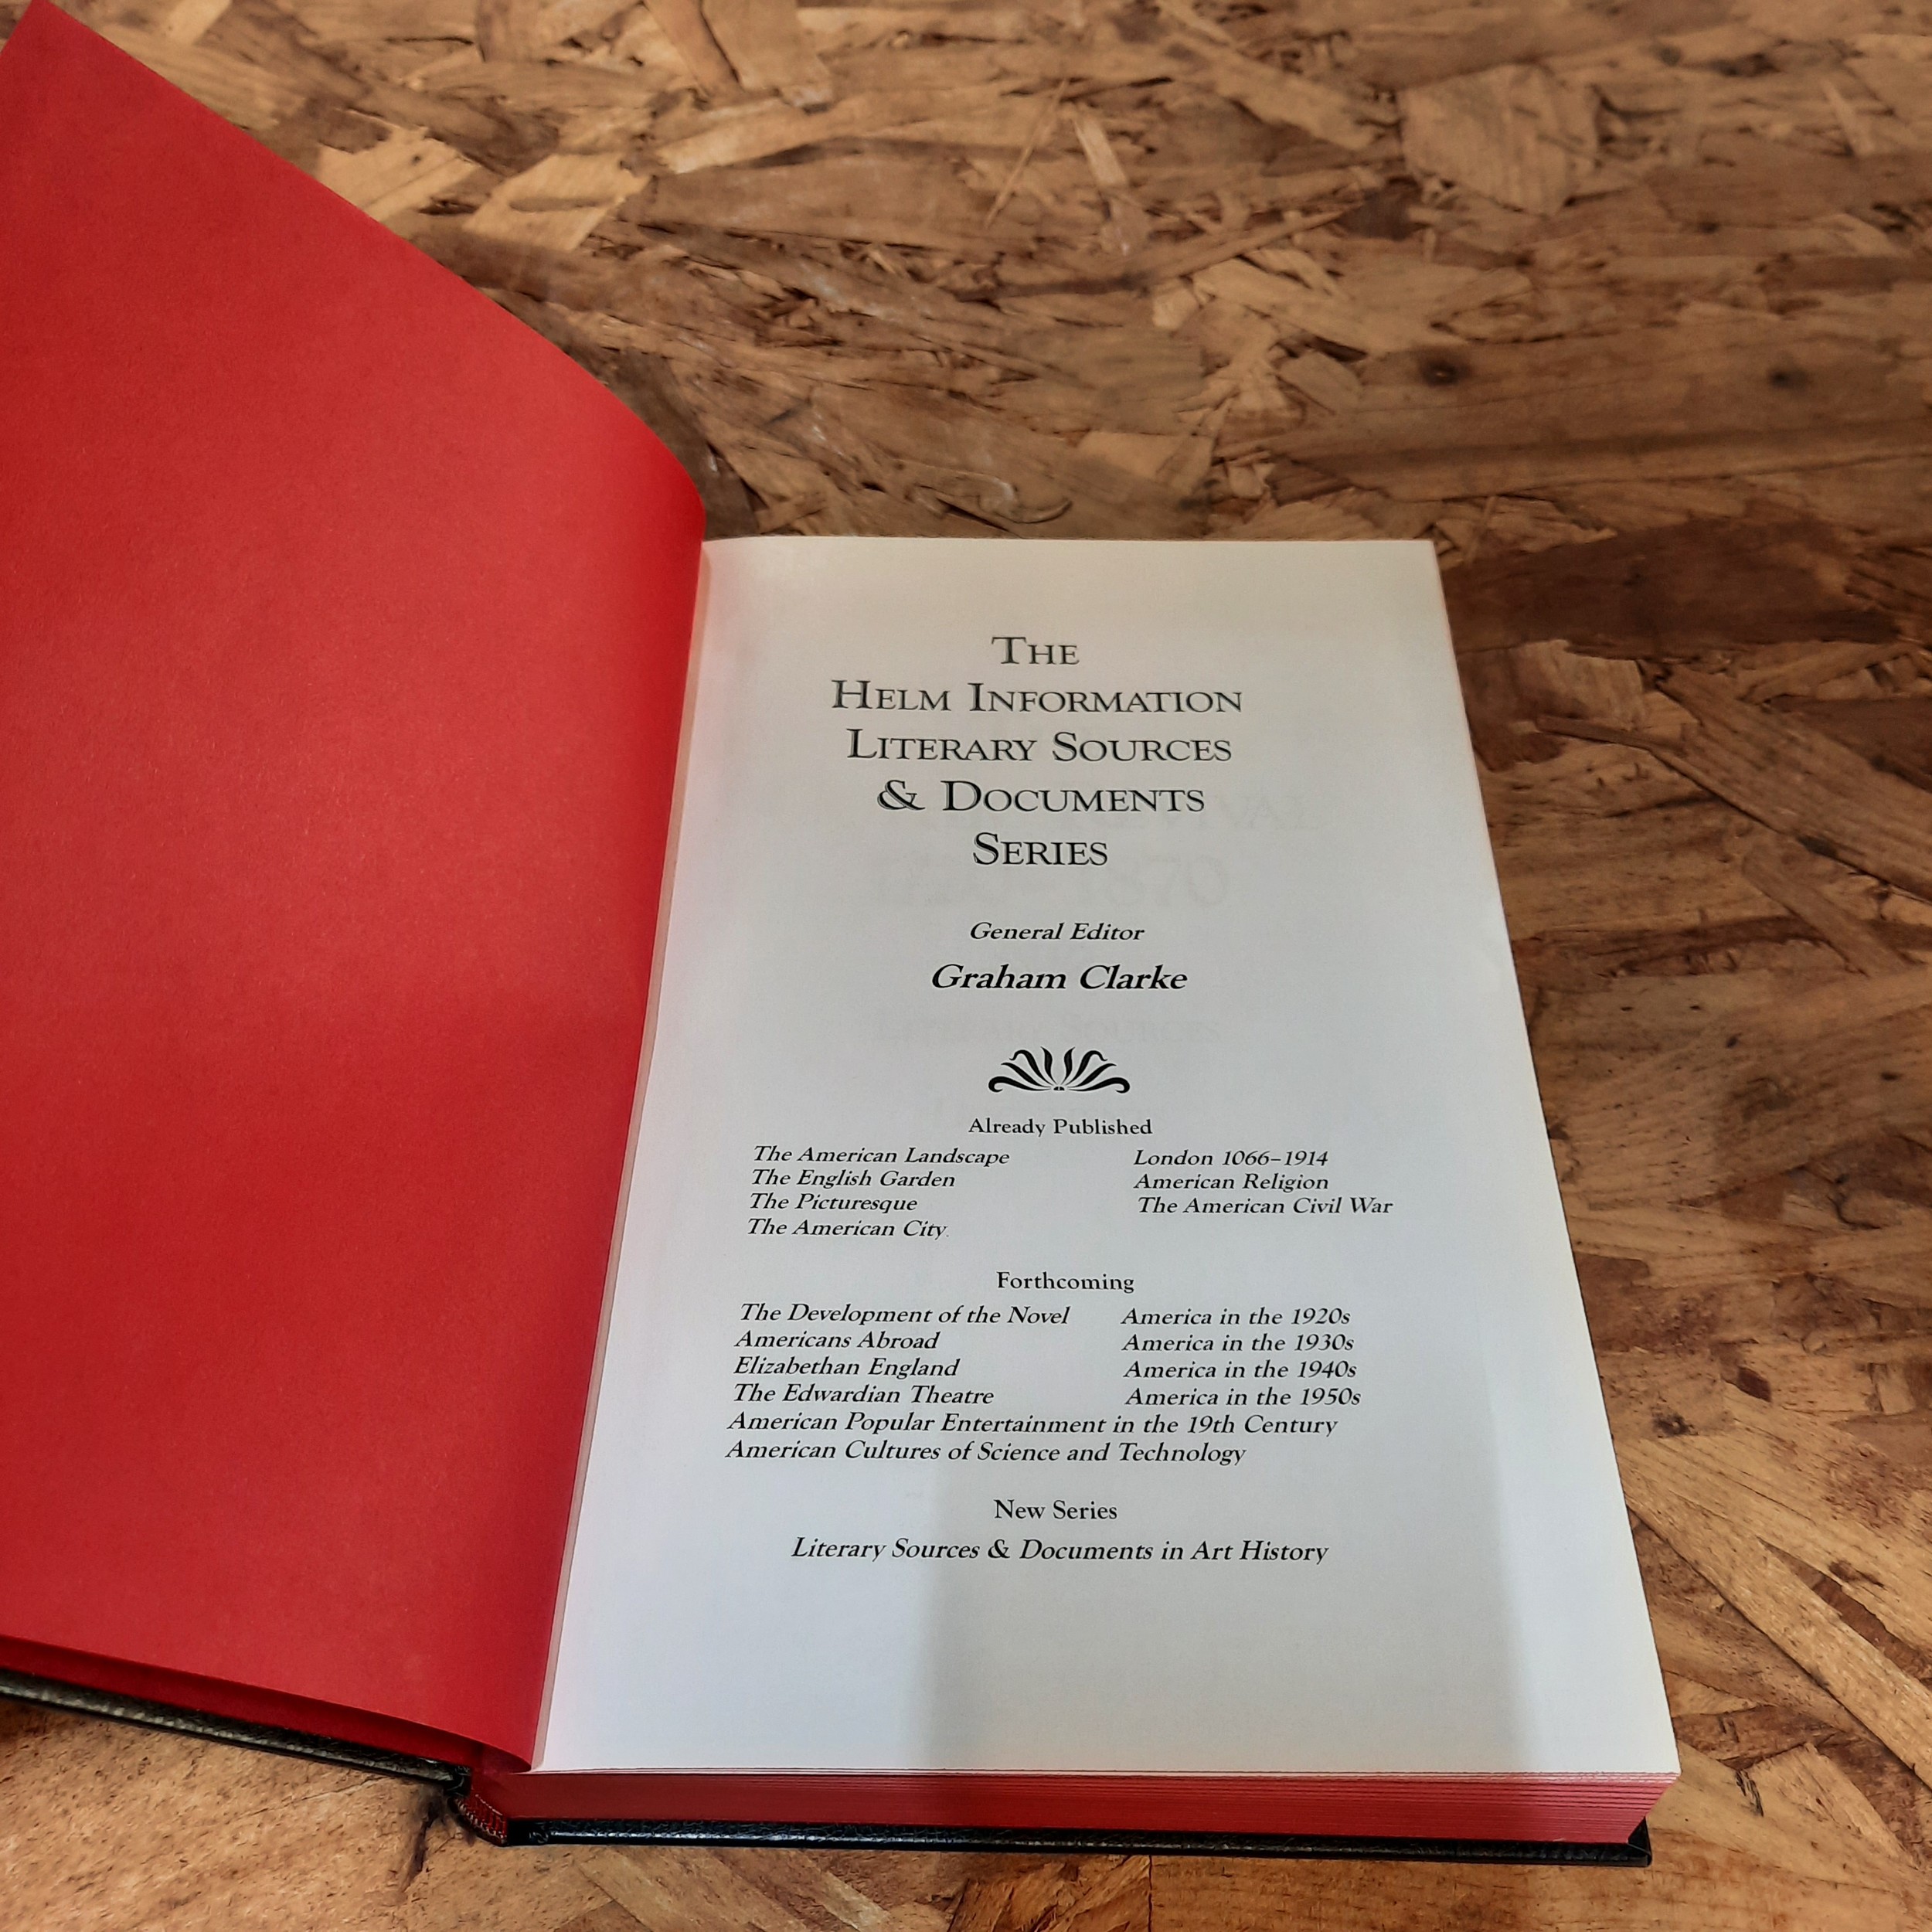 THE
HELM INFORMATION
LITERARY SOURCES
& DOCUMENTS
SERIES
General Editor
Graham Clarke
Already Published
The American Landscape London 1066–1914
The English Garden American Religion
The Picturesque The American Civil War
The American City
Forthcoming
The Development of the Novel America in the 1920s
Americans Abroad America in the 1930s
Elizabethan England America in the 1940s
The Edwardian Theatre America in the 1950s
American Popular Entertainment in the 19th Century
American Cultures of Science and Technology
New Series
Literary Sources & Documents in Art History